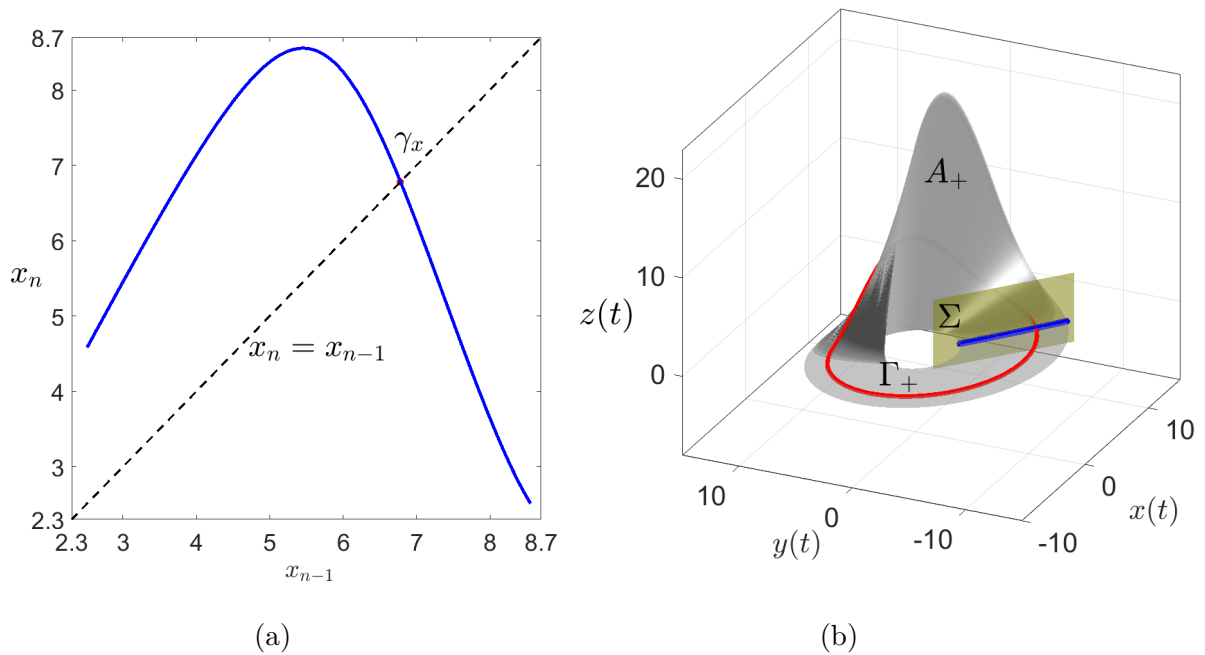 8.7
8
7
6
5
4
3
2.3
x_n
γ_x
x_n = x_{n-1}
2.3 3 4 5 6 7 8 8.7
x_{n-1}
(a)
20
10
0
z(t)
A_+
Σ
Γ_+
10
0
-10
y(t)
10
0
-10
x(t)
(b)